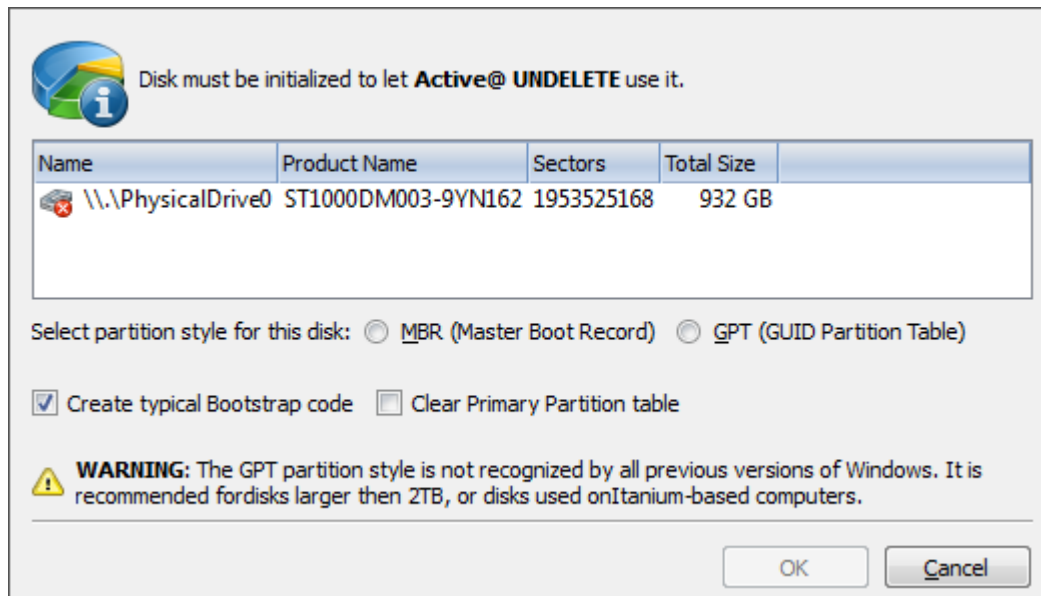 Disk must be initialized to let Active@ UNDELETE use it.
Name Product Name Sectors Total Size
\\.\PhysicalDrive0 ST1000DM003-9YN162 1953525168 932 GB
Select partition style for this disk: MBR (Master Boot Record) GPT (GUID Partition Table)
Create typical Bootstrap code Clear Primary Partition table
WARNING: The GPT partition style is not recognized by all previous versions of Windows. It is
recommended fordisks larger then 2TB, or disks used onItanium-based computers.
OK Cancel